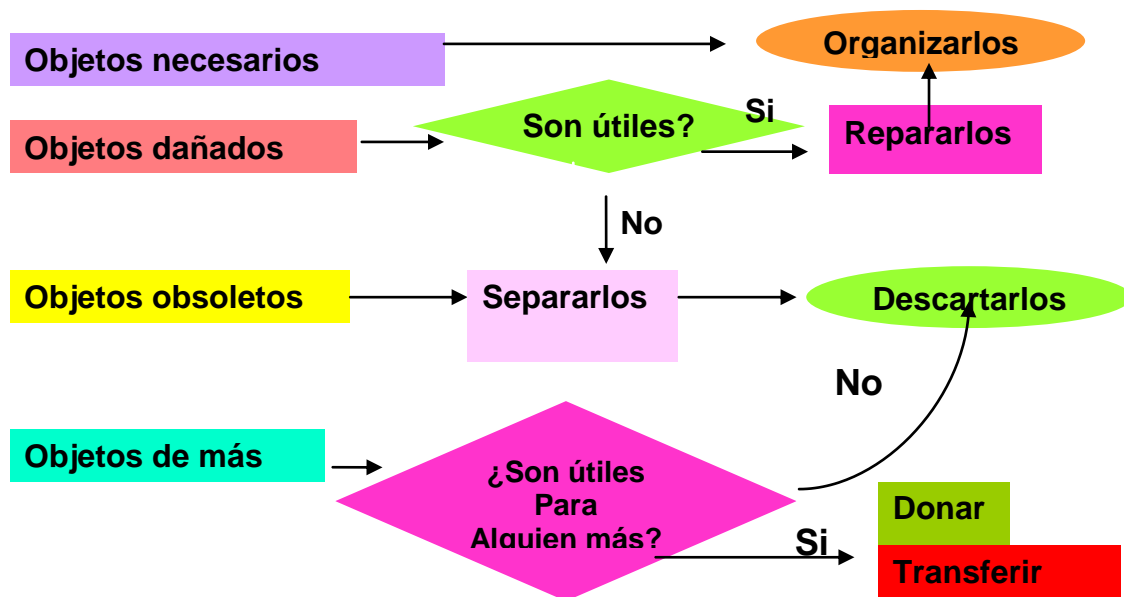 Objetos necesarios
Organizarlos
Objetos dañados
Son útiles?
Si
Repararlos
No
Objetos obsoletos
Separarlos
Descartarlos
No
Objetos de más
¿Son útiles
Para
Alguien más?
Si
Donar
Transferir